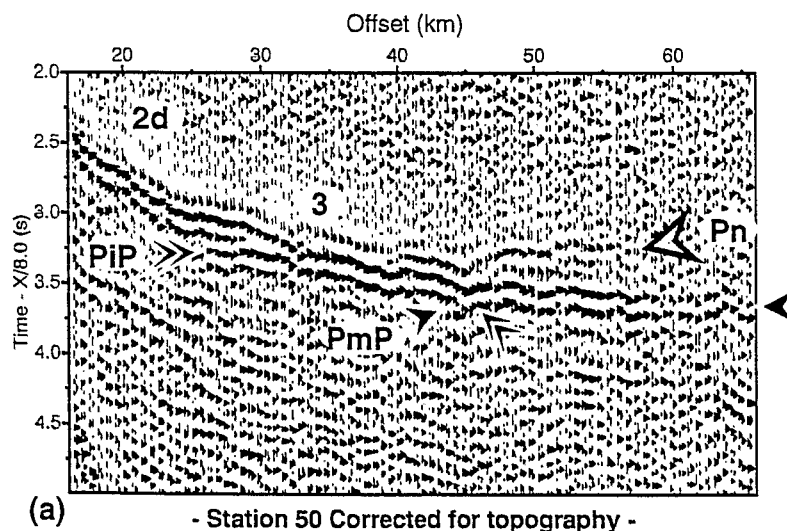 Offset (km)
20 30 40 50 60
2.0
2.5
3.0
3.5
4.0
4.5
Time - X/8.0 (s)
2d
3
Pn
PiP
PmP
(a)
- Station 50 Corrected for topography -